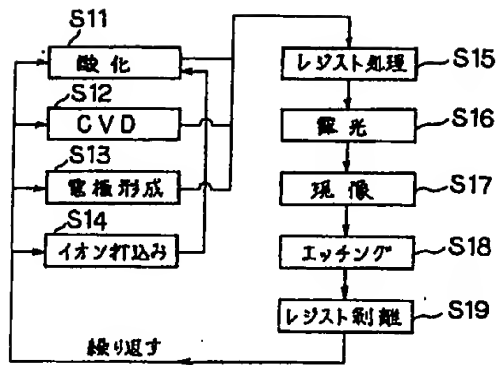 S11
酸化
S12
CVD
S13
電極形成
S14
イオン打込み
S15
レジスト処理
S16
露光
S17
現像
S18
エッチング
S19
レジスト剥離
繰り返す